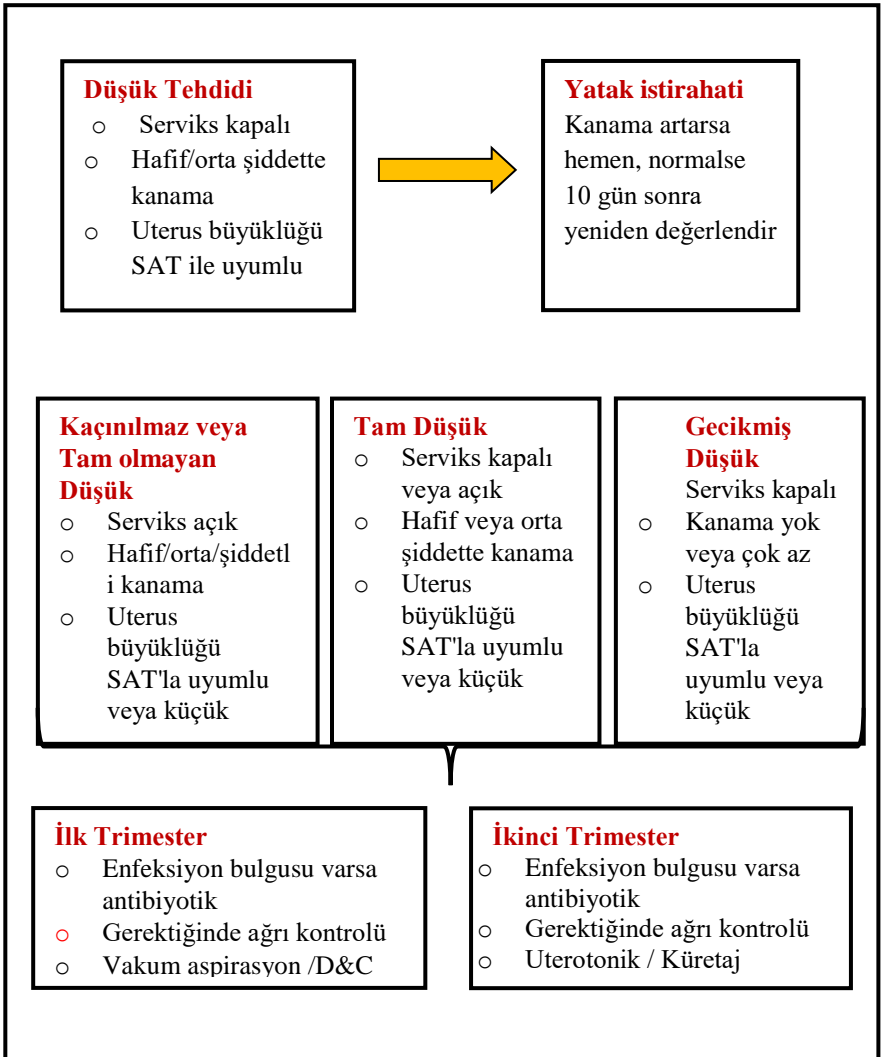 Düşük Tehdidi
o Serviks kapalı
o Hafif/orta şiddette
kanama
o Uterus büyüklüğü
SAT ile uyumlu
Yatak istirahati
Kanama artarsa
hemen, normalse
10 gün sonra
yeniden değerlendir
Kaçınılmaz veya
Tam olmayan
Düşük
o Serviks açık
o Hafif/orta/şiddetl
i kanama
o Uterus
büyüklüğü
SAT'la uyumlu
veya küçük
Tam Düşük
o Serviks kapalı
veya açık
o Hafif veya orta
şiddette kanama
o Uterus
büyüklüğü
SAT'la uyumlu
veya küçük
Gecikmiş
Düşük
Serviks kapalı
o Kanama yok
veya çok az
o Uterus
büyüklüğü
SAT'la
uyumlu veya
küçük
İlk Trimester
o Enfeksiyon bulgusu varsa
antibiyotik
o Gerektiğinde ağrı kontrolü
o Vakum aspirasyon /D&C
İkinci Trimester
o Enfeksiyon bulgusu varsa
antibiyotik
o Gerektiğinde ağrı kontrolü
o Uterotonik / Küretaj